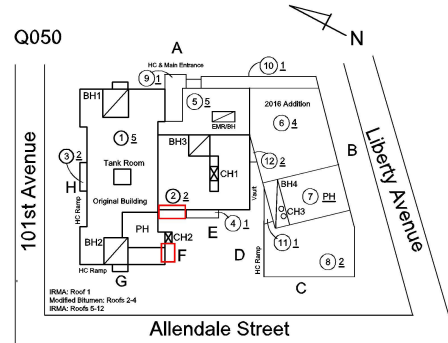 Q050
A
N
HC & Main Entrance
9 1
10 1
BH1
5 5
EMR/BH
2016 Addition
6 4
101st Avenue
3 2
H
HC Ramp
1 5
Tank Room
Original Building
BH3
CH1
12 2
Vault
B
Liberty Avenue
BH4
7 PH
CH3
2 2
4 1
E
PH
CH2
BH2
F
D
HC Ramp
11 1
8 2
HC Ramp
G
C
IRMA: Roof 1
Modified Bitumen: Roofs 2-4
IRMA: Roofs 5-12
Allendale Street